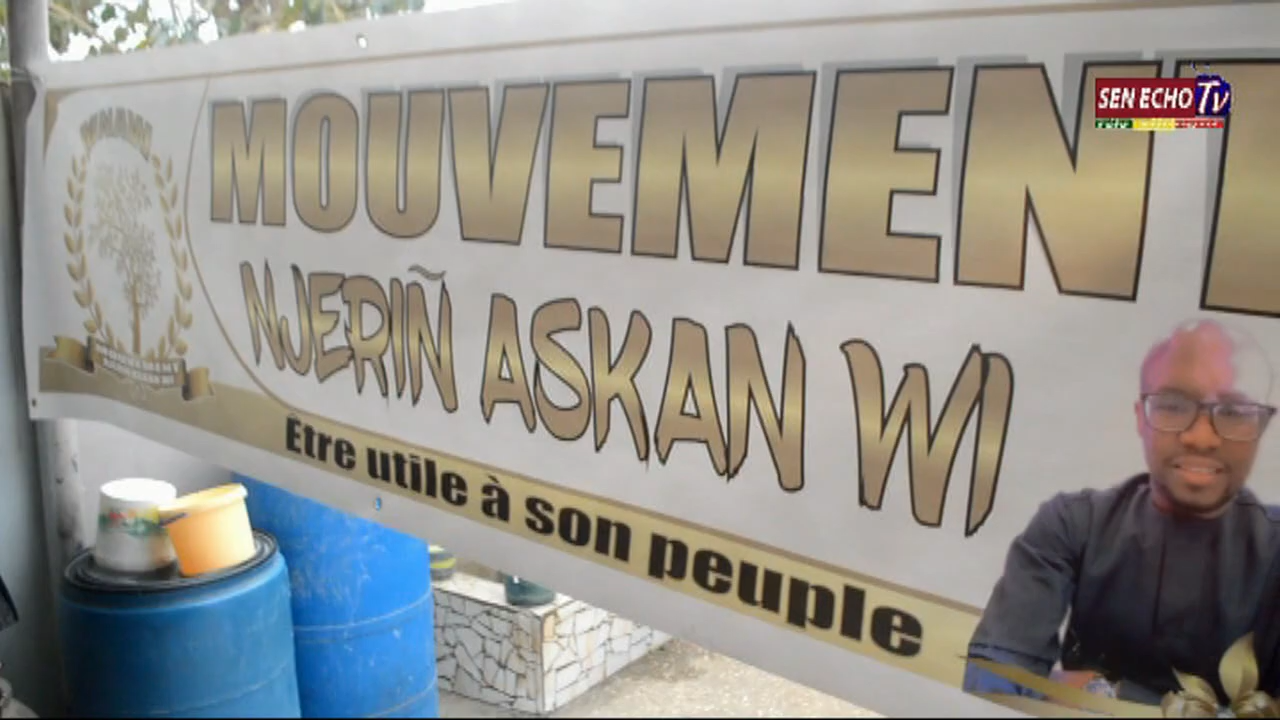 SEN ECHO Tv
MOUVEMENT
NJERIÑ ASKAN WI
Être utile à son peuple